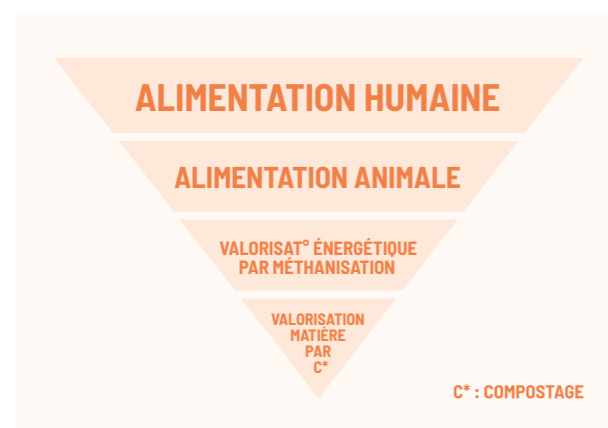 ALIMENTATION HUMAINE
ALIMENTATION ANIMALE
VALORISAT° ÉNERGÉTIQUE
PAR MÉTHANISATION
VALORISATION
MATIÈRE
PAR
C*
C* : COMPOSTAGE